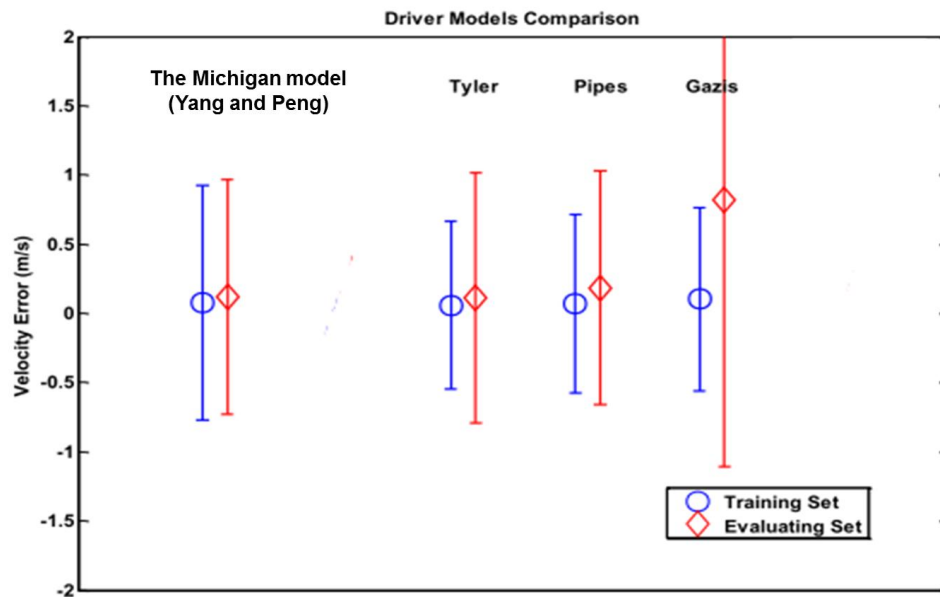 Driver Models Comparison
2
1.5
1
0.5
0
-0.5
-1
-1.5
-2
Velocity Error (m/s)
The Michigan model
(Yang and Peng)
Tyler
Pipes
Gazis
Training Set
Evaluating Set